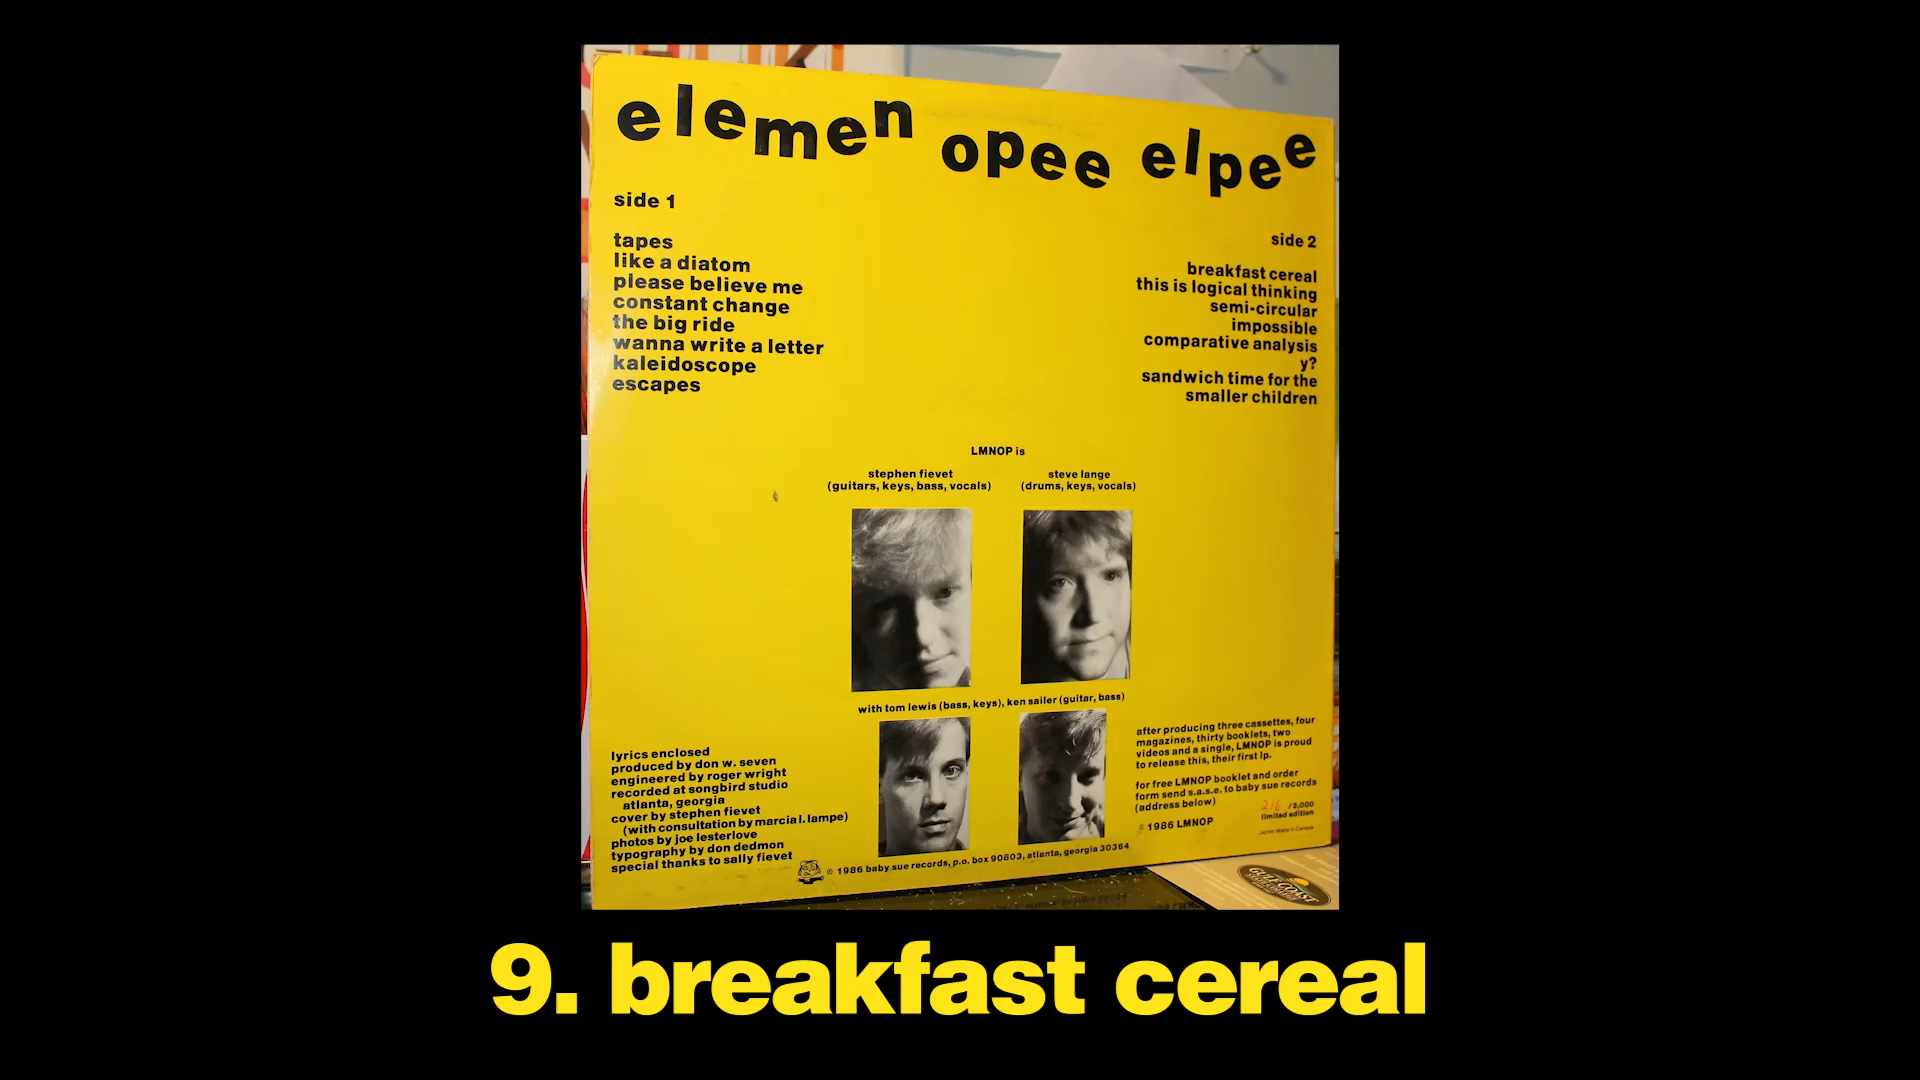 elemen opee elpee
side 1
tapes
like a diatom
please believe me
constant change
the big ride
wanna write a letter
kaleidoscope
escapes
side 2
breakfast cereal
this is logical thinking
semi-circular
impossible
comparative analysis
y?
sandwich time for the
smaller children
LMNOP is
stephen fievet
(guitars, keys, bass, vocals)
steve lange
(drums, keys, vocals)
with tom lewis (bass, keys), ken sailer (guitar, bass)
lyrics enclosed
produced by don w. seven
engineered by roger wright
recorded at songbird studio
atlanta, georgia
cover by stephen fievet
(with consultation by marcia l. lampe)
photos by joe lesterlove
typography by don dedmon
special thanks to sally fievet
℗ 1986 baby sue records, p.o. box 90803, atlanta, georgia 30364
after producing three cassettes, four
magazines, thirty booklets, two
videos and a single, LMNOP is proud
to release this, their first lp.
for free LMNOP booklet and order
form send s.a.s.e. to baby sue records
(address below)
216 /3,000
limited edition
© 1986 LMNOP
Jacket Made in Canada
GULF COAST
9. breakfast cereal